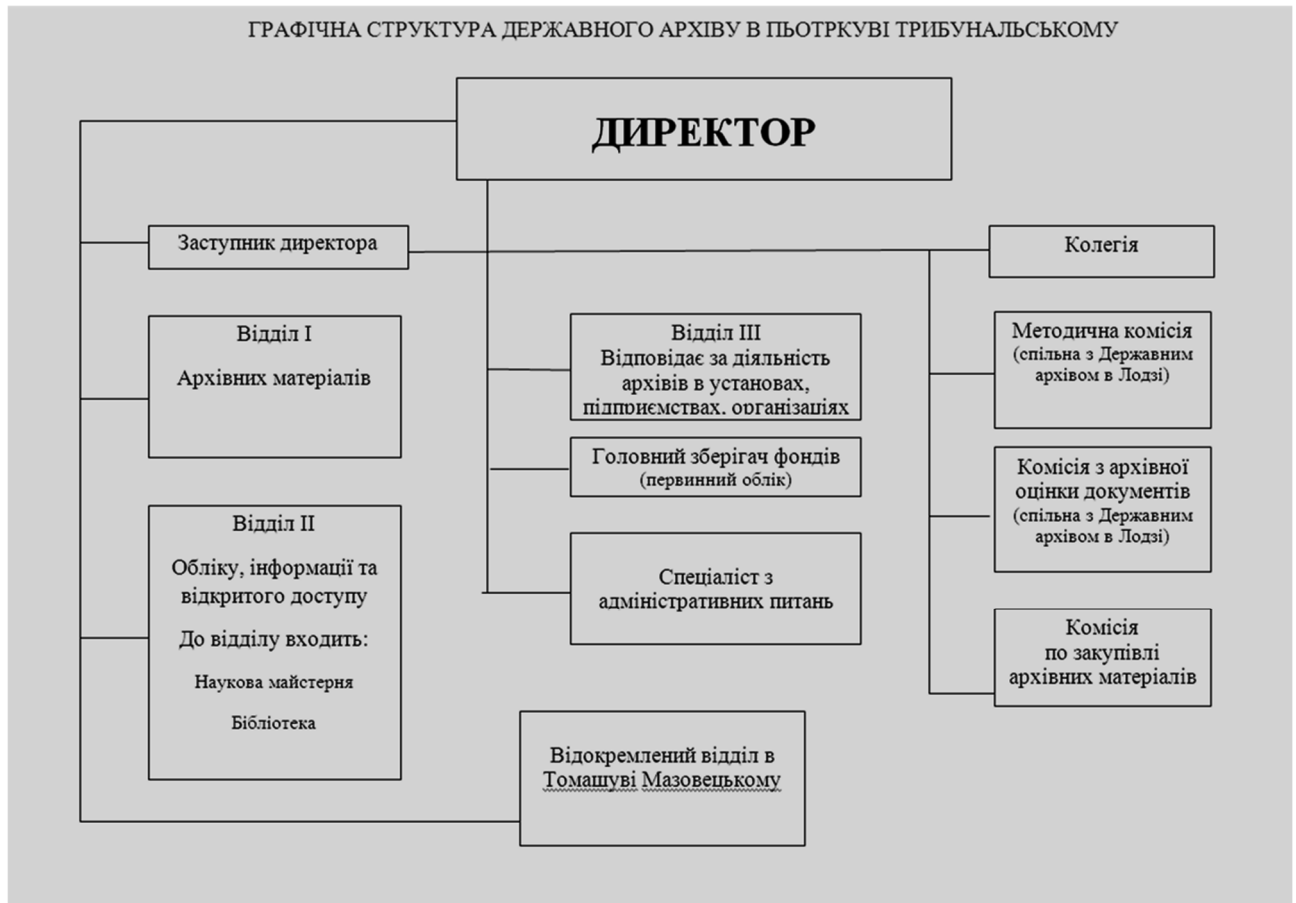 ГРАФІЧНА СТРУКТУРА ДЕРЖАВНОГО АРХІВУ В ПЬОТРКУВІ ТРИБУНАЛЬСЬКОМУ
ДИРЕКТОР
Заступник директора
Колегія
Відділ І
Архівних матеріалів
Відділ ІІ
Обліку, інформації та
відкритого доступу
До відділу входить:
Наукова майстерня
Бібліотека
Відділ ІІІ
Відповідає за діяльність
архівів в установах,
підприємствах, організаціях
Головний зберігач фондів
(первинний облік)
Спеціаліст з
адміністративних питань
Відокремлений відділ в
Томашуві Мазовецькому
Методична комісія
(спільна з Державним
архівом в Лодзі)
Комісія з архівної
оцінки документів
(спільна з Державним
архівом в Лодзі)
Комісія
по закупівлі
архівних матеріалів